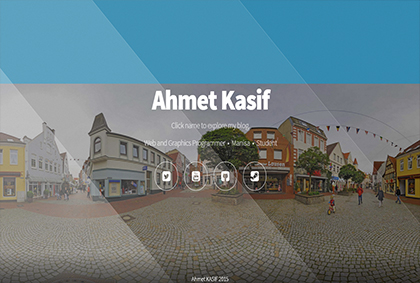 Ahmet Kasif
Click name to explore my blog
Web and Graphics Programmer • Manisa • Student
Ahmet KASIF 2015